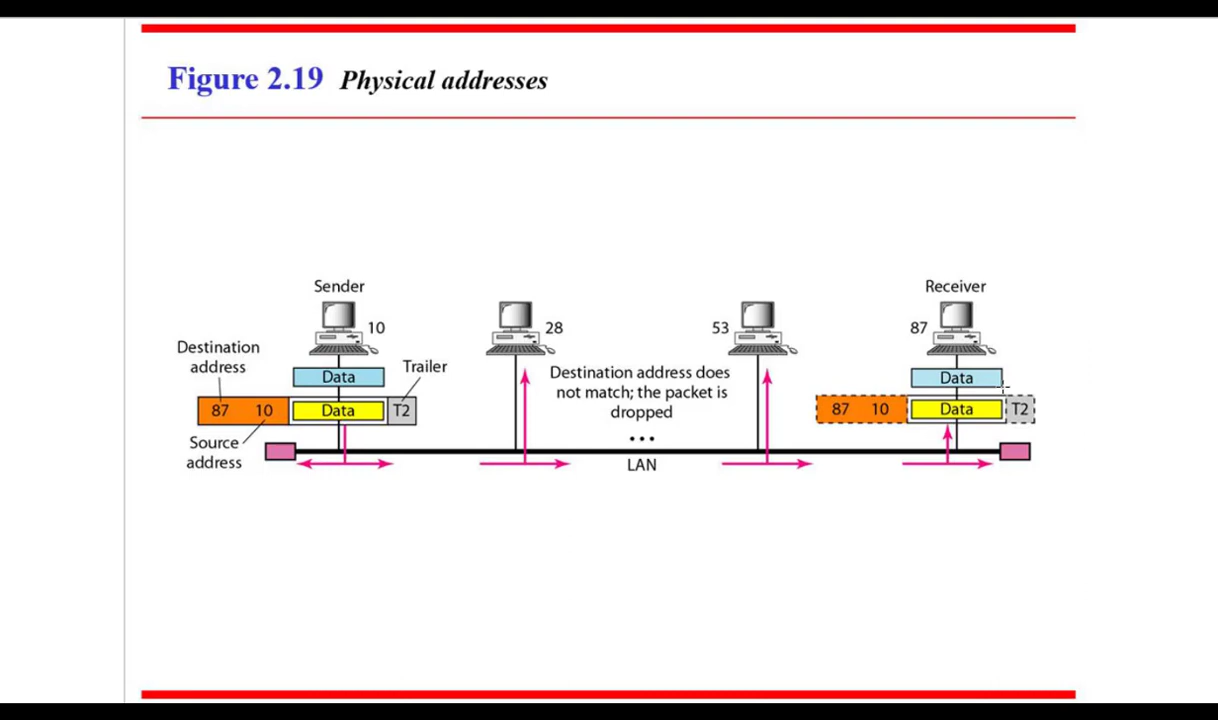 Figure 2.19 Physical addresses
Sender
10
Destination
address
Trailer
Data
87 10 Data T2
Source
address
28
53
Destination address does
not match; the packet is
dropped
...
LAN
Receiver
87
Data
87 10 Data T2